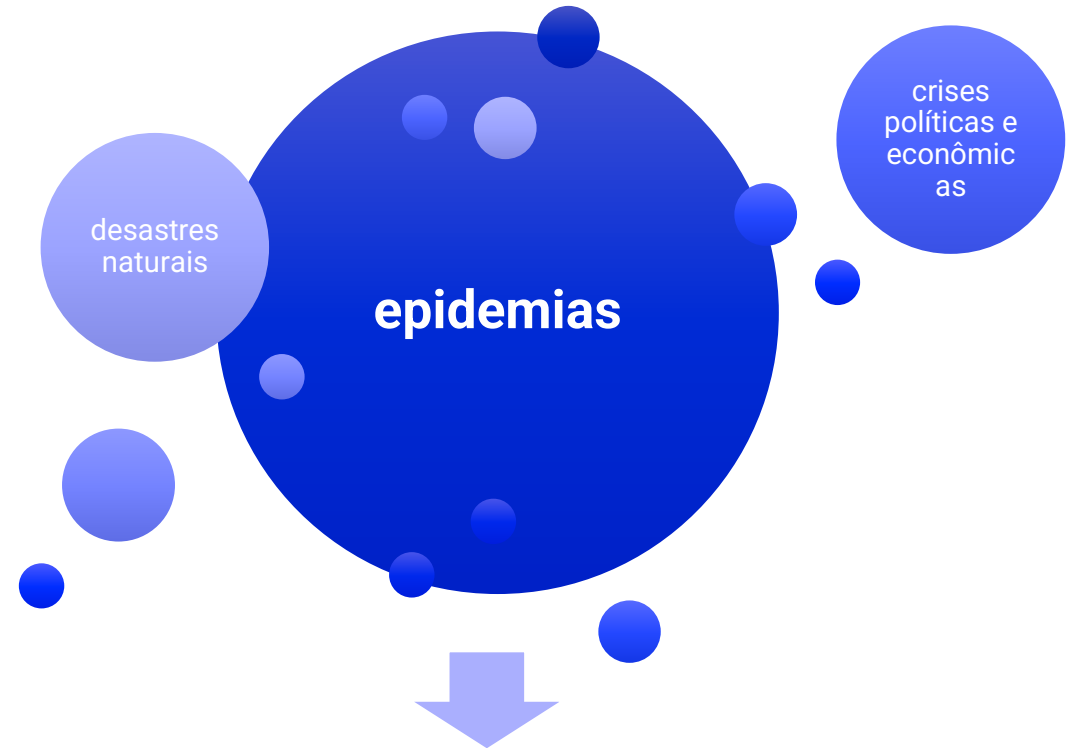 desastres
naturais
epidemias
crises
políticas e
econômic
as